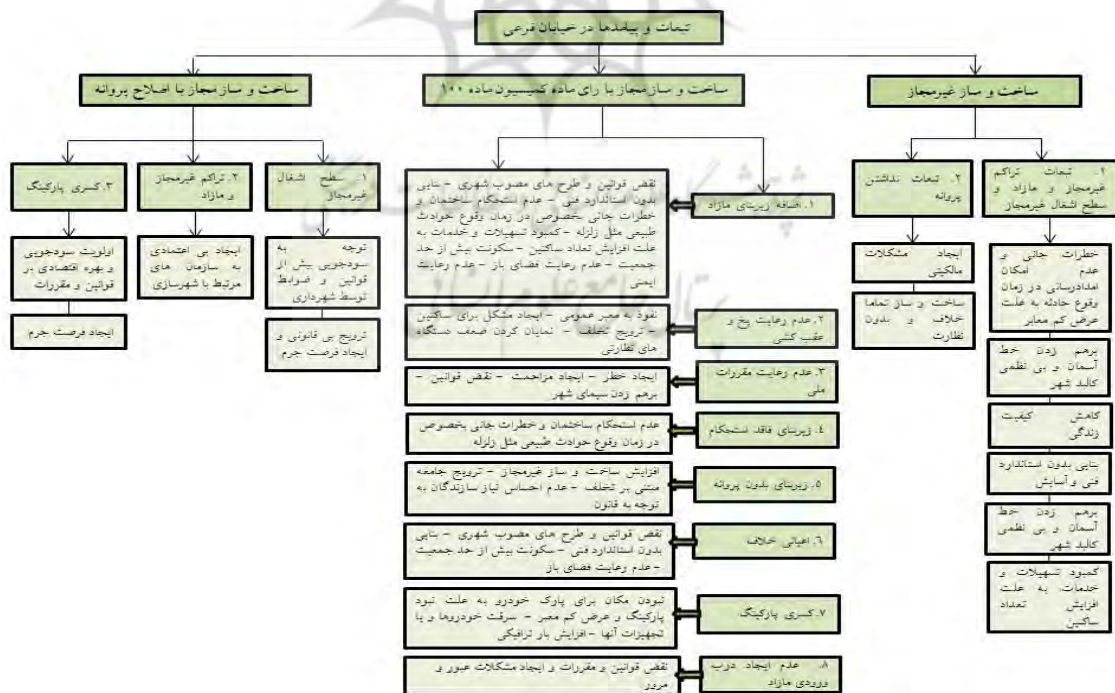 تبعات و پیامدها در خیابان فرعی
ساخت و ساز غیرمجاز
ساخت و ساز مجاز با رای ماده کمیسیون ماده ۱۰۰
ساخت و ساز مجاز با اصلاح پروانه
۱. تبعات تراکم
غیرمجاز و مازاد و
سطح اشغال غیرمجاز
خطرات جانی و
عدم امکان
امدادرسانی در زمان
وقوع حادثه به علت
عرض کم معابر
برهم زدن خط
آسمان و بی نظمی
کالبد شهر
کاهش کیفیت
زندگی
بنایی بدون استاندارد
فنی و آسایش
برهم زدن خط
آسمان و بی نظمی
کالبد شهر
کمبود تسهیلات و
خدمات به علت
افزایش تعداد
ساکنین
۲. تبعات نداشتن
پروانه
ایجاد مشکلات
مالکیتی
ساخت و ساز تماما
خلاف و بدون
نظارت
۱. اضافه زیربنای مازاد
نقض قوانین و طرح های مصوب شهری – بنایی
بدون استاندارد فنی – عدم استحکام ساختمان و
خطرات جانی بخصوص در زمان وقوع حوادث
طبیعی مثل زلزله – کمبود تسهیلات و خدمات به
علت افزایش تعداد ساکنین – سکونت بیش از حد
جمعیت – عدم رعایت فضای باز – عدم رعایت
ایمنی
۲. عدم رعایت پخ و
عقب کشی
نفوذ به معبر عمومی – ایجاد مشکل برای ساکنین
– ترویج تخلف – نمایان کردن ضعف دستگاه
های نظارتی
۳. عدم رعایت مقررات
ملی
ایجاد خطر – ایجاد مزاحمت – نقض قوانین –
برهم زدن سیمای شهر
٤. زیربنای فاقد استحکام
عدم استحکام ساختمان و خطرات جانی بخصوص
در زمان وقوع حوادث طبیعی مثل زلزله
۵. زیربنای بدون پروانه
افزایش ساخت و ساز غیرمجاز – ترویج جامعه
مبتنی بر تخلف – عدم احساس نیاز سازندگان به
توجه به قانون
۶. اعیانی خلاف
نقض قوانین و طرح های مصوب شهری – بنایی
بدون استاندارد فنی – سکونت بیش از حد جمعیت
– عدم رعایت فضای باز
۷. کسری پارکینگ
نبودن مکان برای پارک خودرو به علت نبود
پارکینگ و عرض کم معبر – سرقت خودروها و یا
تجهیزات آنها – افزایش بار ترافیکی
۸. عدم ایجاد درب
ورودی مازاد
نقض قوانین و مقررات و ایجاد مشکلات عبور و
مرور
۱. سطح اشغال
غیرمجاز
توجه به
سودجویی بیش از
قوانین و ضوابط
توسط شهرداری
ترویج بی قانونی و
ایجاد فرصت جرم
۲. تراکم غیرمجاز
و مازاد
ایجاد بی اعتمادی
به سازمان های
مرتبط با شهرسازی
۳. کسری پارکینگ
اولویت سودجویی
و بهره اقتصادی بر
قوانین و مقررات
ایجاد فرصت جرم
پرتال جامع علوم انسانی